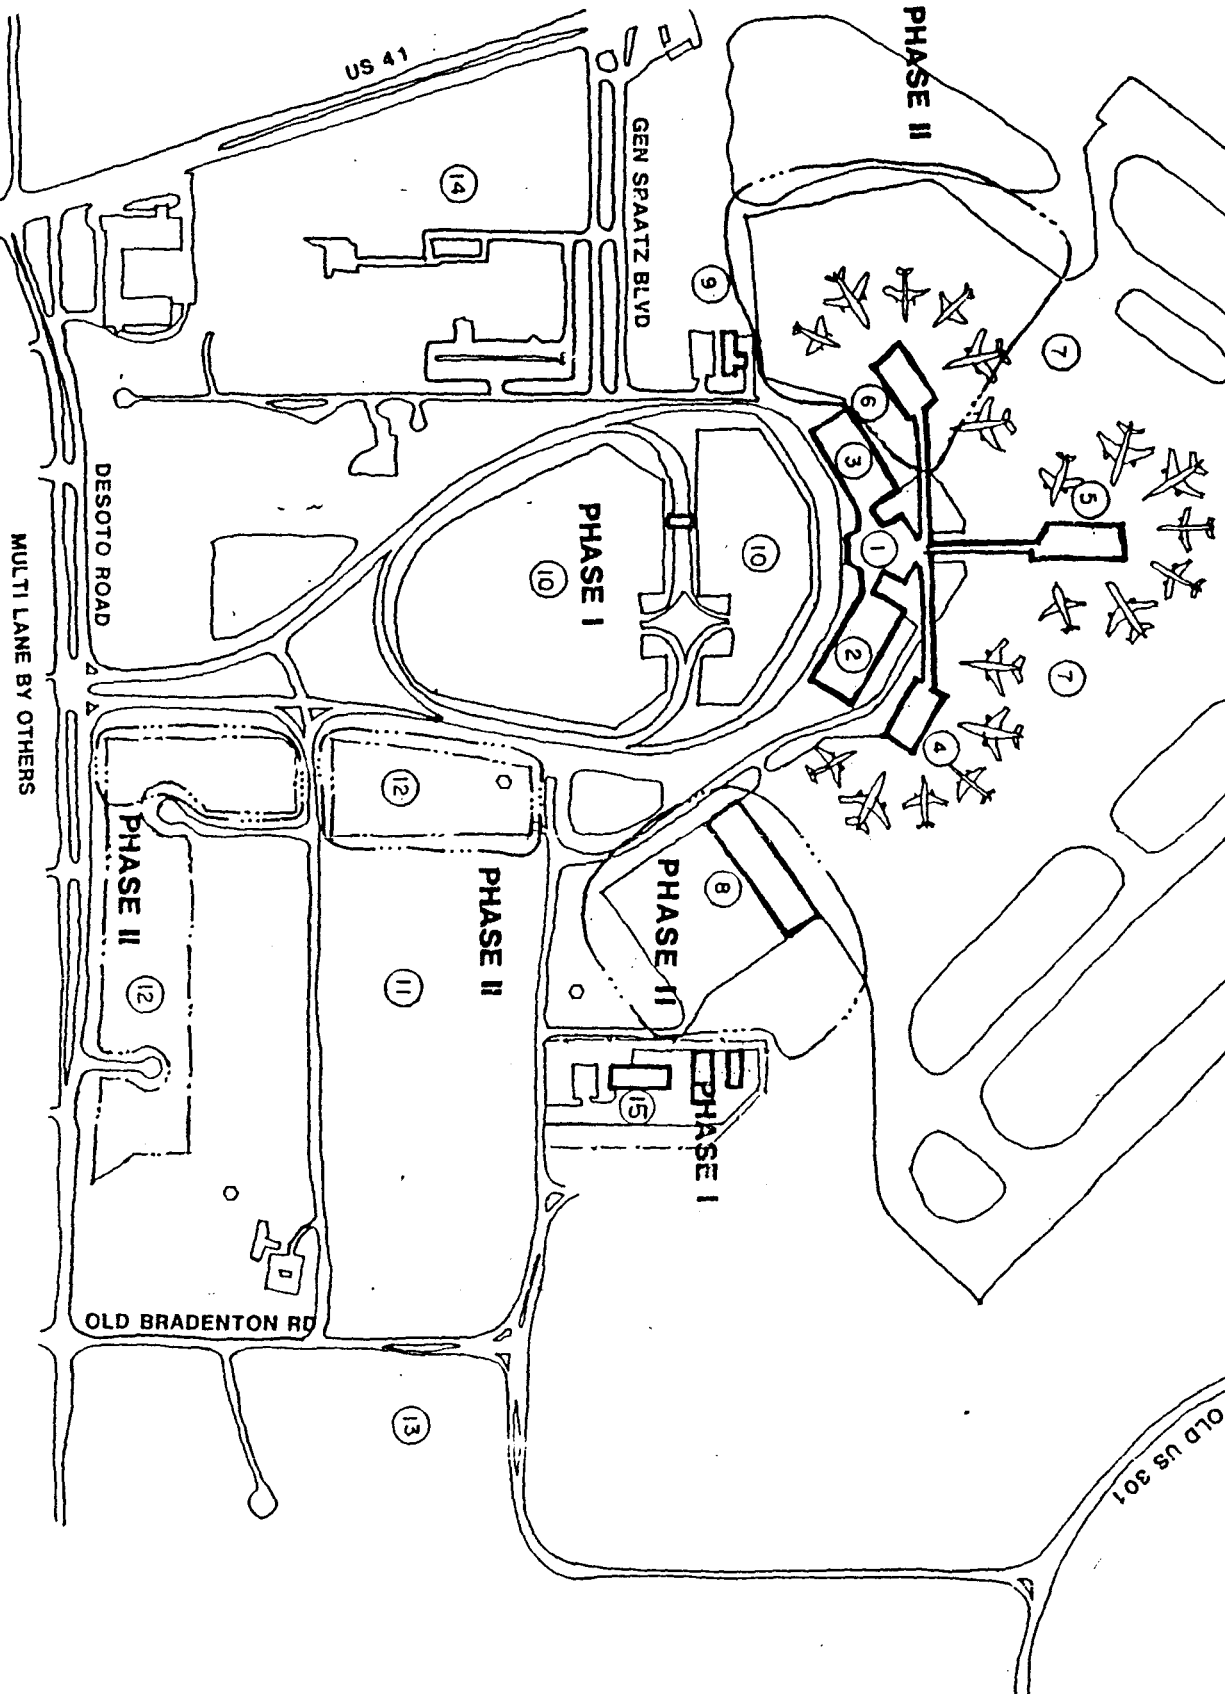 PHASE II
US 41
GEN SPAATZ BLVD
14
9
7
6
3
5
1
10
PHASE I
10
DESOTO ROAD
MULTI LANE BY OTHERS
2
7
4
12
PHASE II
PHASE II
PHASE II
8
12
11
15
PHASE I
OLD BRADENTON RD
13
OLD US 301